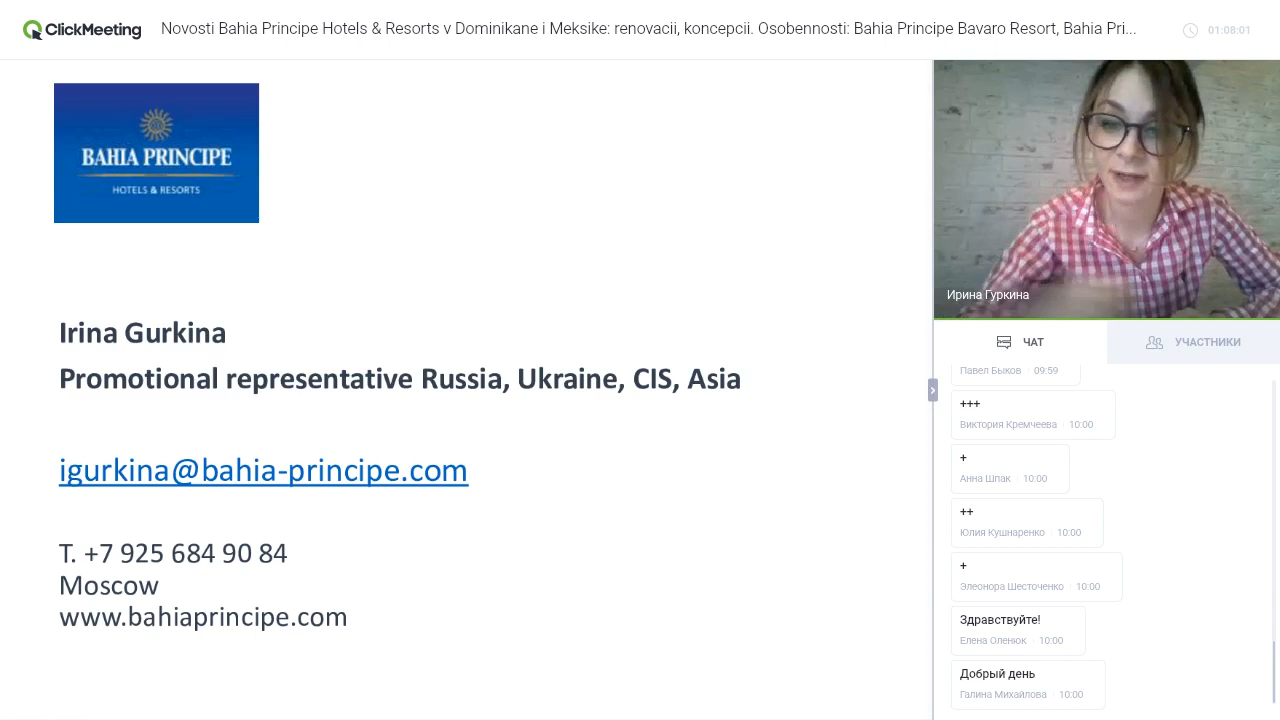 ClickMeeting
Novosti Bahia Principe Hotels & Resorts v Dominikane i Meksike: renovacii, koncepcii. Osobennosti: Bahia Principe Bavaro Resort, Bahia Pri...
01:08:01
BAHIA PRINCIPE
HOTELS & RESORTS
Irina Gurkina
Promotional representative Russia, Ukraine, CIS, Asia
igurkina@bahia-principe.com
T. +7 925 684 90 84
Moscow
www.bahiaprincipe.com
Ирина Гуркина
ЧАТ
УЧАСТНИКИ
Павел Быков · 09:59
+++
Виктория Кремчеева · 10:00
+
Анна Шпак · 10:00
++
Юлия Кушнаренко · 10:00
+
Элеонора Шесточенко · 10:00
Здравствуйте!
Елена Оленюк · 10:00
Добрый день
Галина Михайлова · 10:00